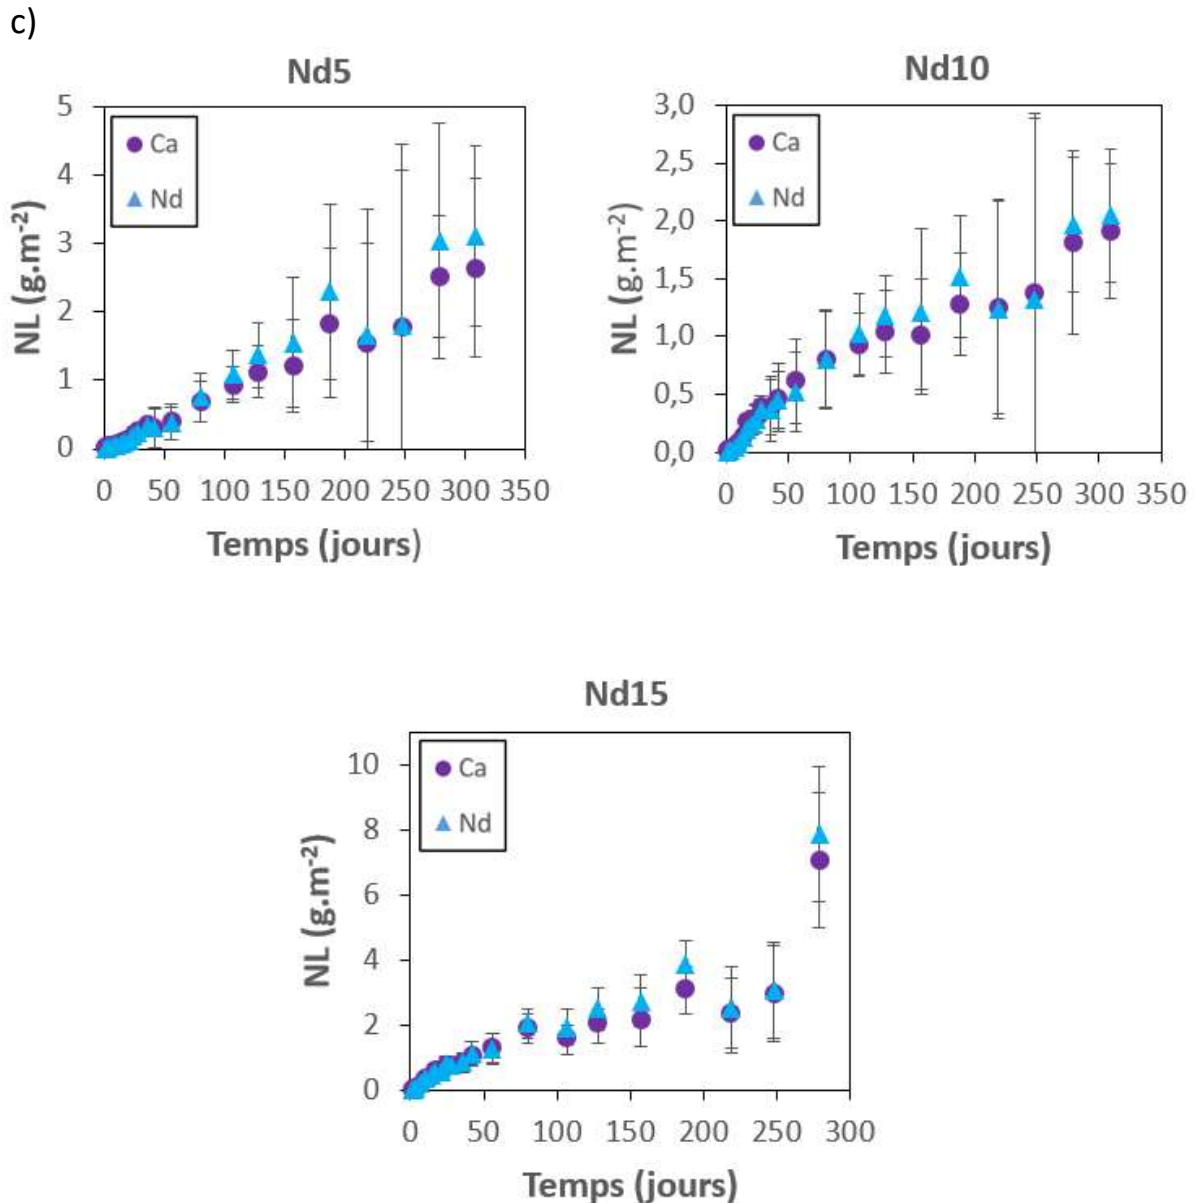 c)
Nd5
NL (g.m-2)
5
4
3
2
1
0
Ca
Nd
0 50 100 150 200 250 300 350
Temps (jours)
Nd10
NL (g.m-2)
3,0
2,5
2,0
1,5
1,0
0,5
0,0
Ca
Nd
0 50 100 150 200 250 300 350
Temps (jours)
Nd15
NL (g.m-2)
10
8
6
4
2
0
Ca
Nd
0 50 100 150 200 250 300
Temps (jours)